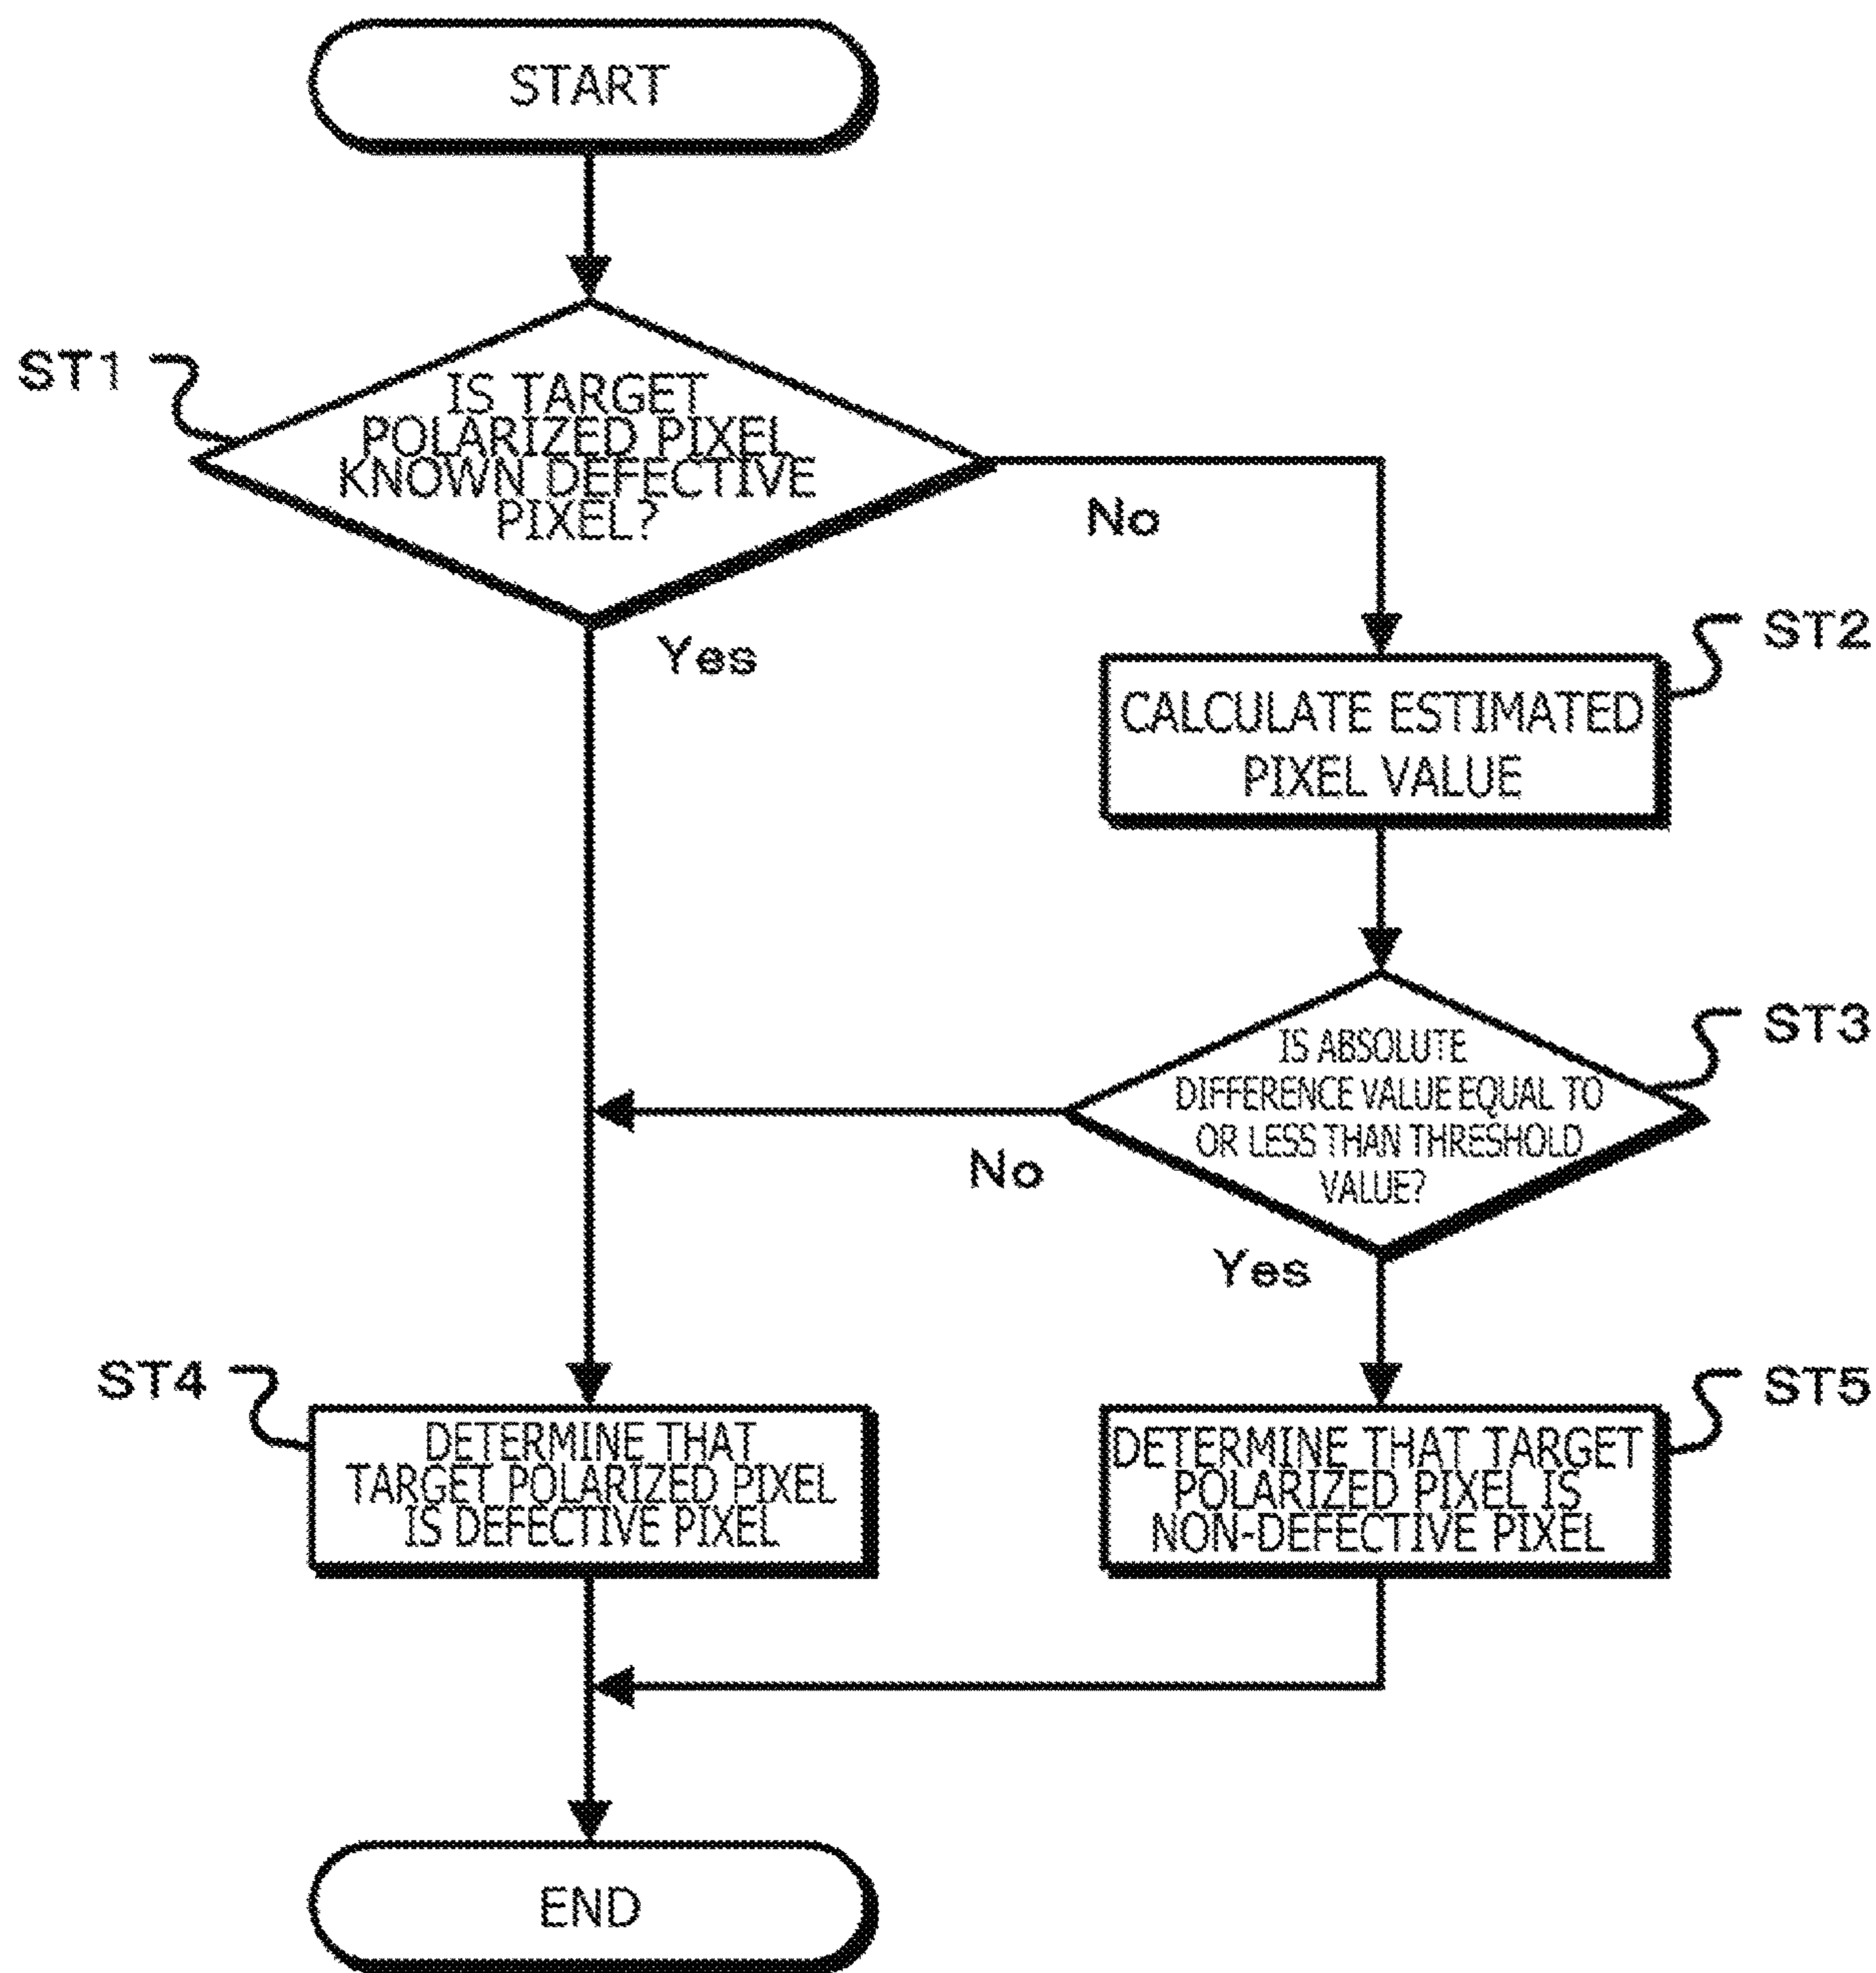 START
ST1
IS TARGET
POLARIZED PIXEL
KNOWN DEFECTIVE
PIXEL?
No
Yes
ST2
CALCULATE ESTIMATED
PIXEL VALUE
ST3
IS ABSOLUTE
DIFFERENCE VALUE EQUAL TO
OR LESS THAN THRESHOLD
VALUE?
No
Yes
ST4
DETERMINE THAT
TARGET POLARIZED PIXEL
IS DEFECTIVE PIXEL
ST5
DETERMINE THAT TARGET
POLARIZED PIXEL IS
NON-DEFECTIVE PIXEL
END